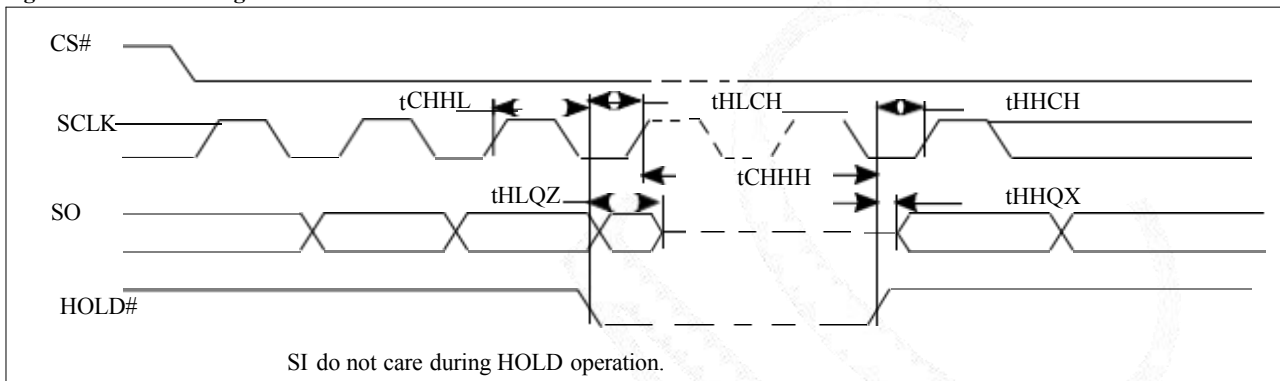 CS#
tCHHL
tHLCH
tHHCH
SCLK
tCHHH
tHLQZ
tHHQX
SO
HOLD#
SI do not care during HOLD operation.